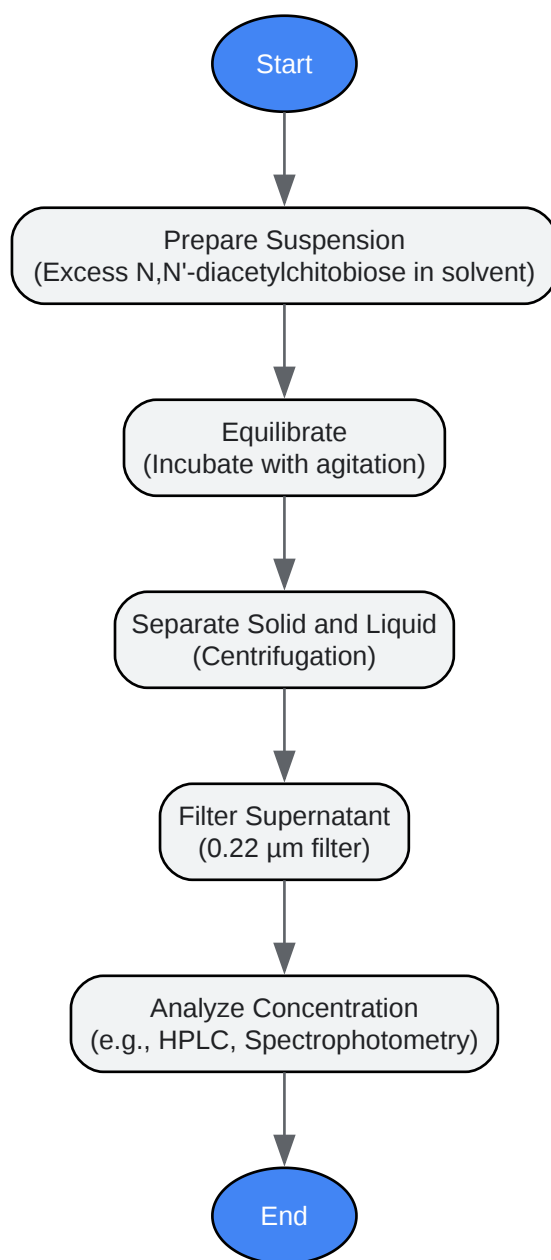 Start
Prepare Suspension
(Excess N,N'-diacetylchitobiose in solvent)
Equilibrate
(Incubate with agitation)
Separate Solid and Liquid
(Centrifugation)
Filter Supernatant
(0.22 µm filter)
Analyze Concentration
(e.g., HPLC, Spectrophotometry)
End